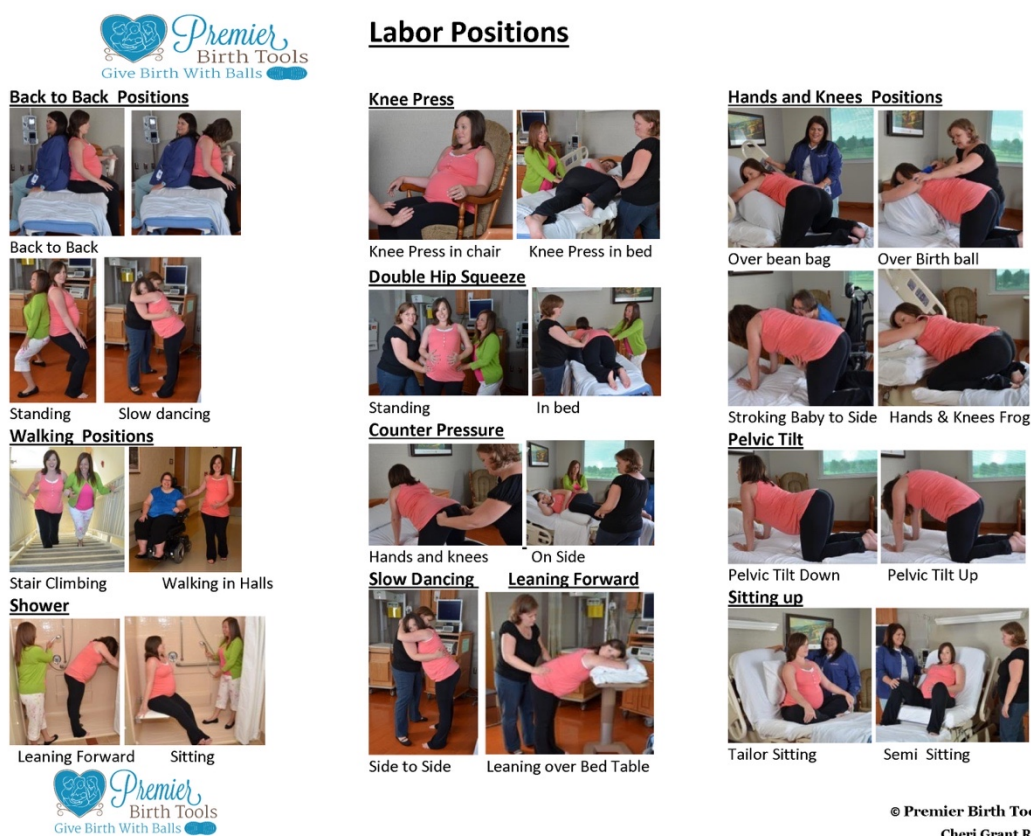 Premier
Birth Tools
Give Birth With Balls
Labor Positions
Back to Back Positions
Back to Back
Standing
Slow dancing
Walking Positions
Stair Climbing
Walking in Halls
Shower
Leaning Forward
Sitting
Premier
Birth Tools
Give Birth With Balls
Knee Press
Knee Press in chair
Knee Press in bed
Double Hip Squeeze
Standing
In bed
Counter Pressure
Hands and knees
On Side
Slow Dancing
Leaning Forward
Side to Side
Leaning over Bed Table
Hands and Knees Positions
Over bean bag
Over Birth ball
Stroking Baby to Side
Hands & Knees Frog
Pelvic Tilt
Pelvic Tilt Down
Pelvic Tilt Up
Sitting up
Tailor Sitting
Semi Sitting
© Premier Birth Too
Cheri Grant R